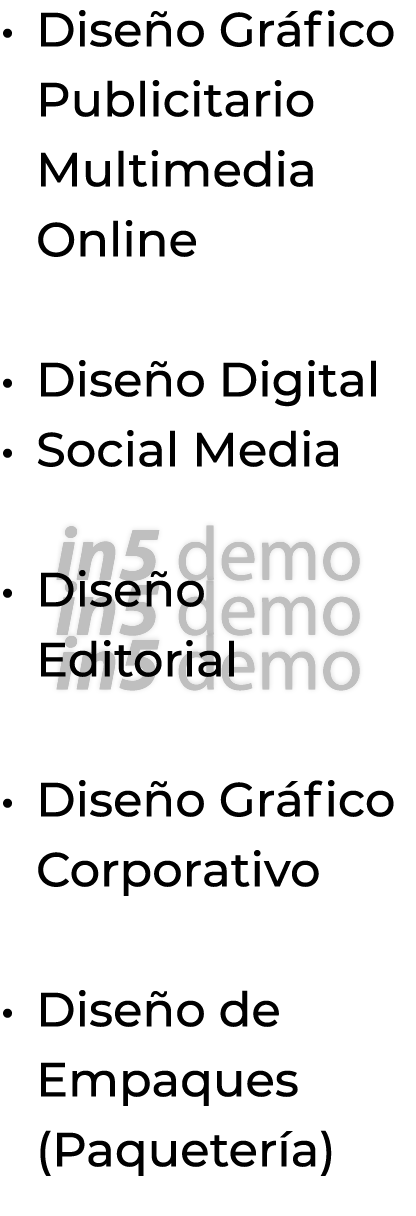 • Diseño Gráfico
Publicitario
Multimedia
Online
• Diseño Digital
• Social Media
in5 demo
• Diseño
in5 demo
Editorial
in5 demo
• Diseño Gráfico
Corporativo
• Diseño de
Empaques
(Paquetería)